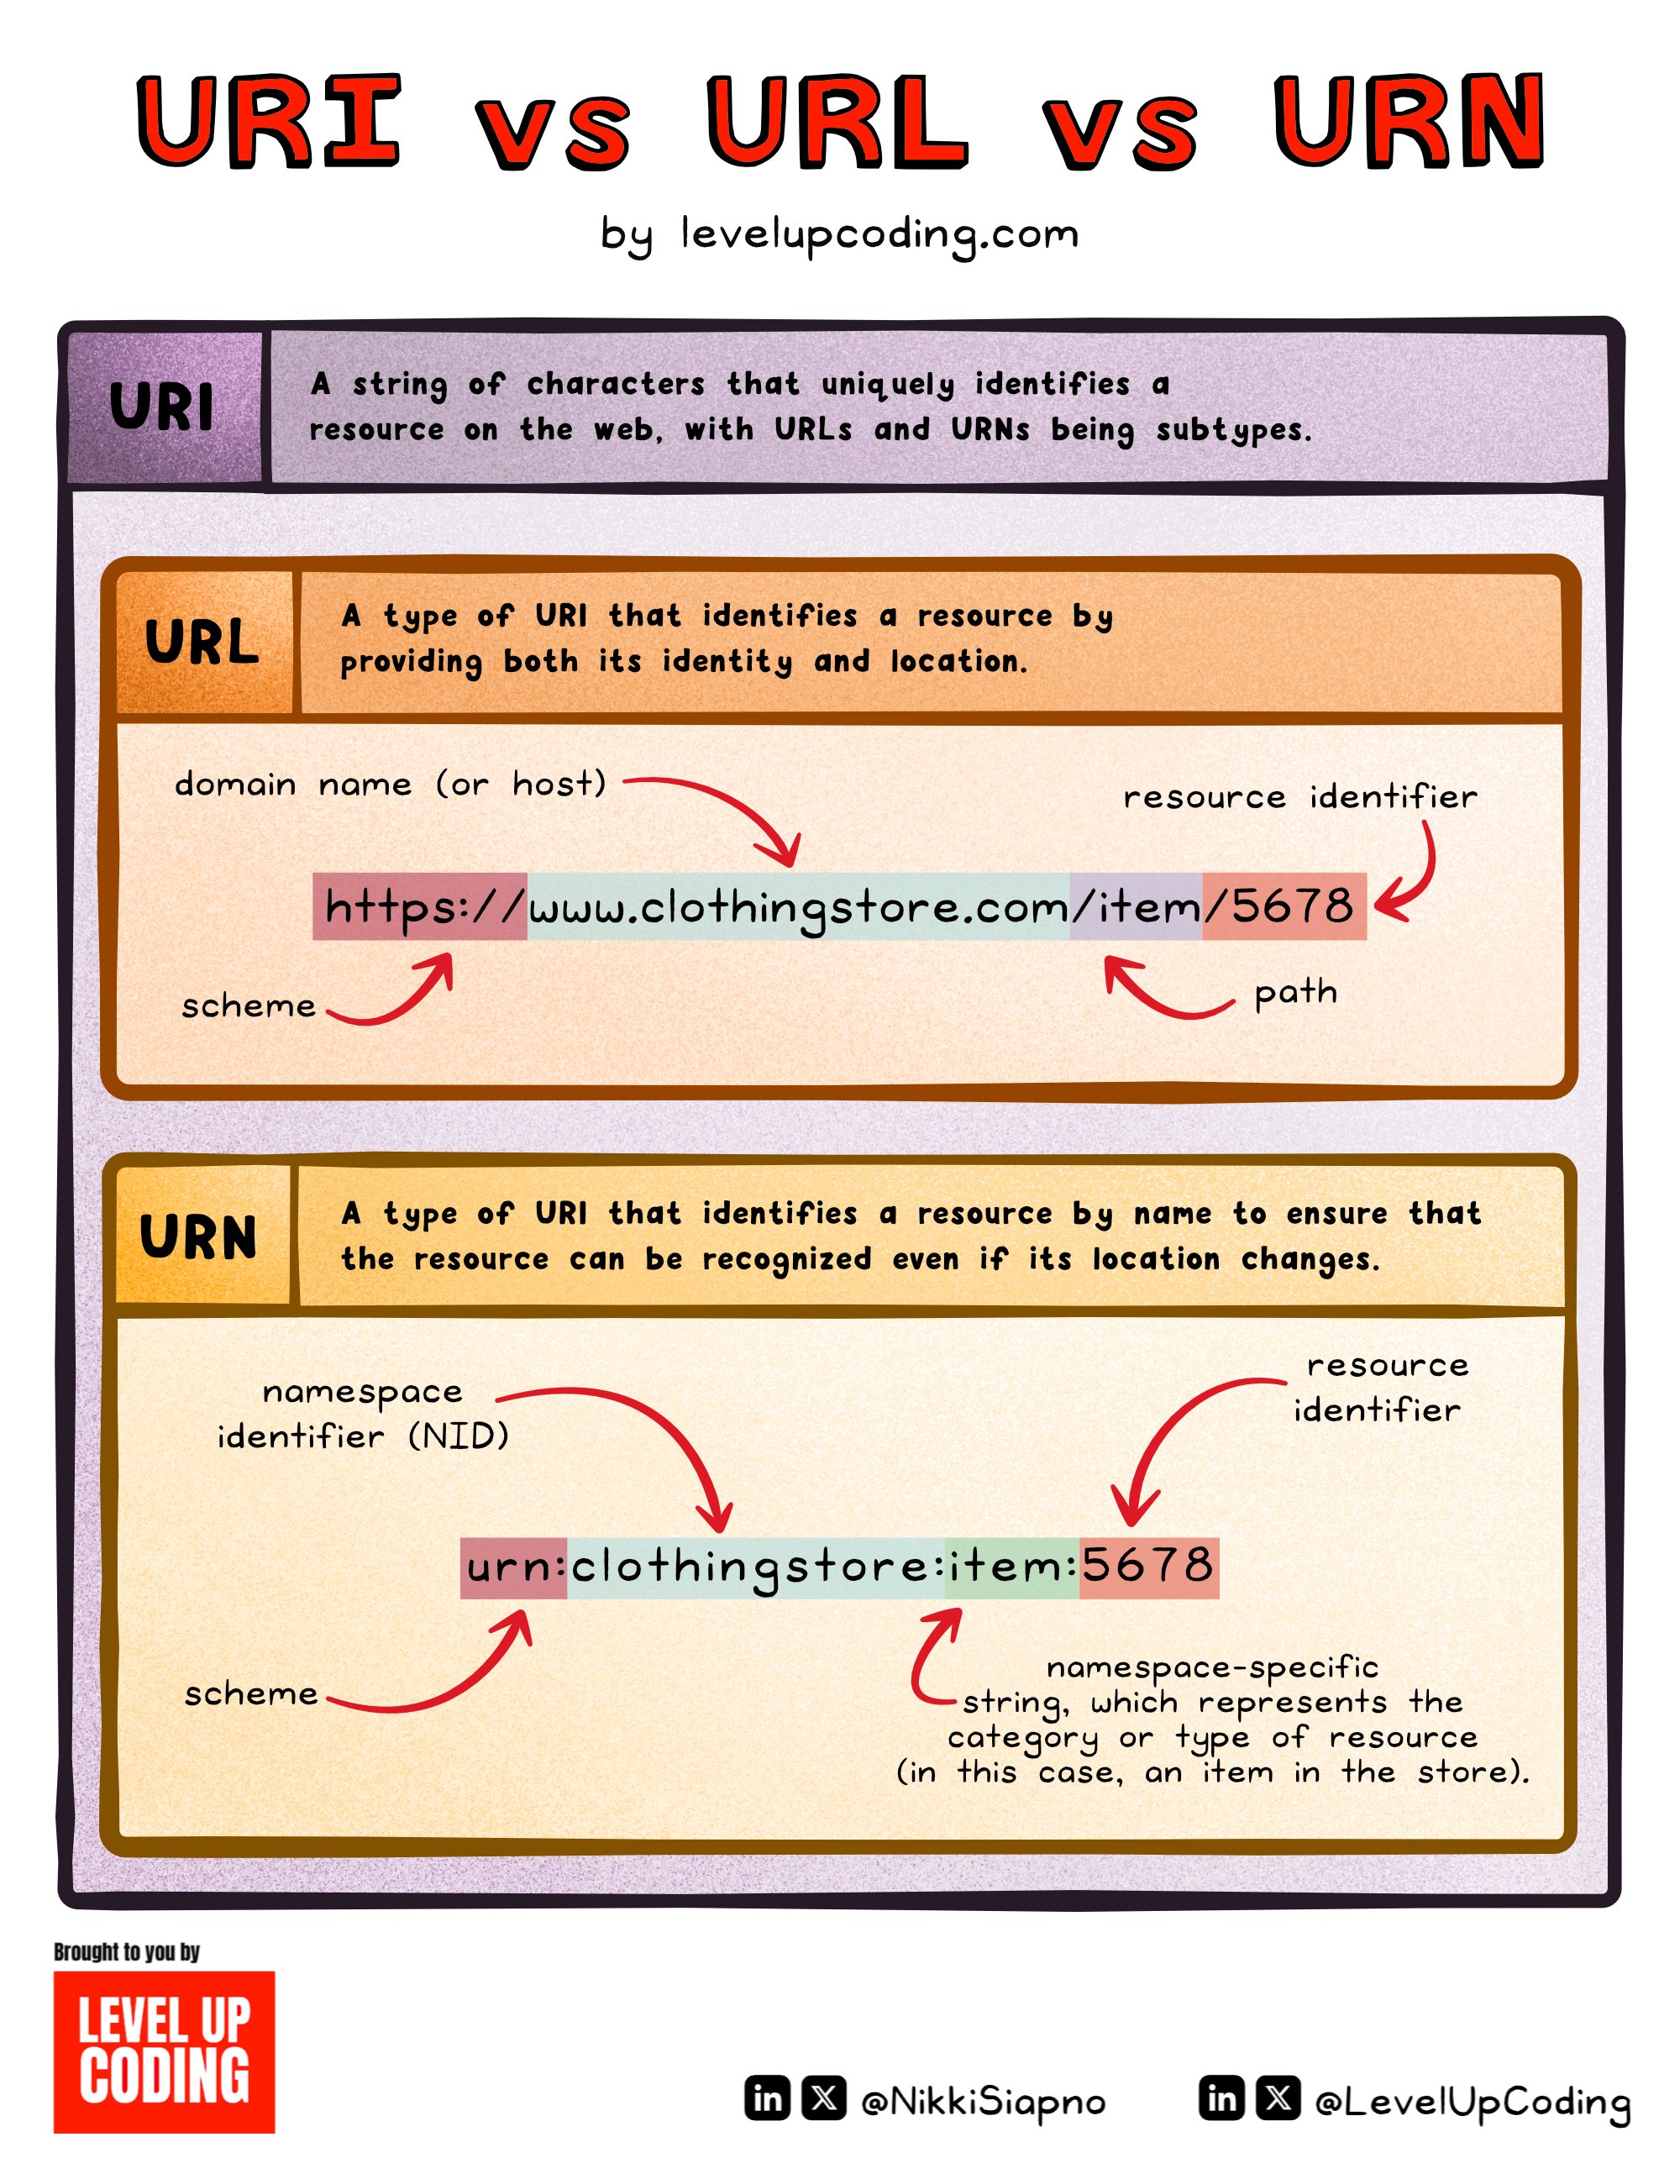 URI vs URL vs URN
by levelupcoding.com
URI
A string of characters that uniquely identifies a
resource on the web, with URLs and URNs being subtypes.
URL
A type of URI that identifies a resource by
providing both its identity and location.
domain name (or host)
resource identifier
https://www.clothingstore.com/item/5678
scheme
path
URN
A type of URI that identifies a resource by name to ensure that
the resource can be recognized even if its location changes.
namespace
identifier (NID)
resource
identifier
urn:clothingstore:item:5678
scheme
namespace-specific
string, which represents the
category or type of resource
(in this case, an item in the store).
Brought to you by
LEVEL UP
CODING
in X @NikkiSiapno
in X @LevelUpCoding